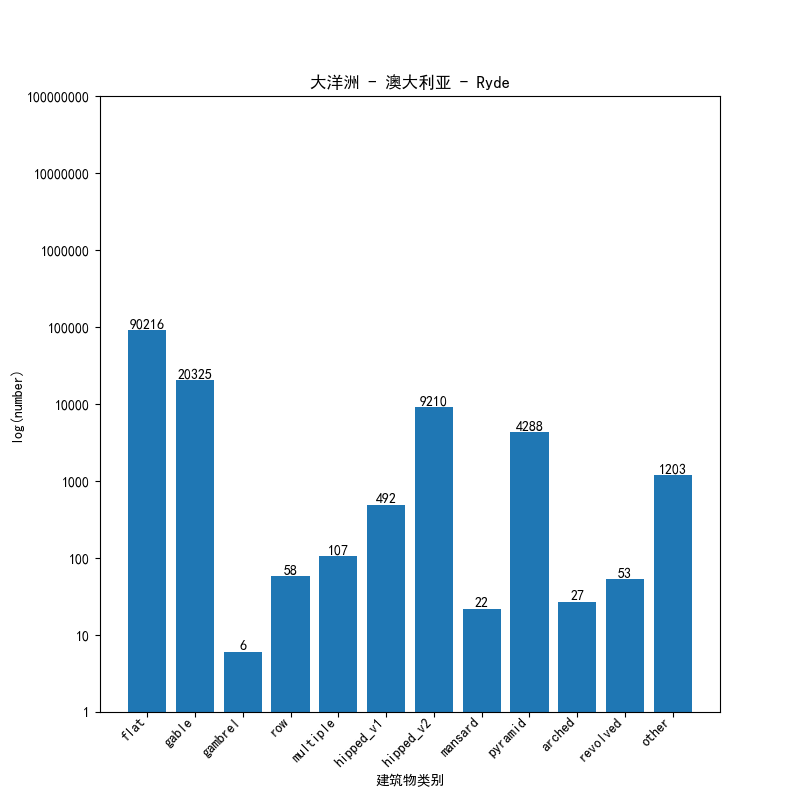 大洋洲 - 澳大利亚 - Ryde
100000000
10000000
1000000
100000
10000
1000
100
10
1
log(number)
90216
20325
6
58
107
492
9210
22
4288
27
53
1203
flat
gable
gambrel
row
multiple
hipped_v1
hipped_v2
mansard
pyramid
arched
revolved
other
建筑物类别